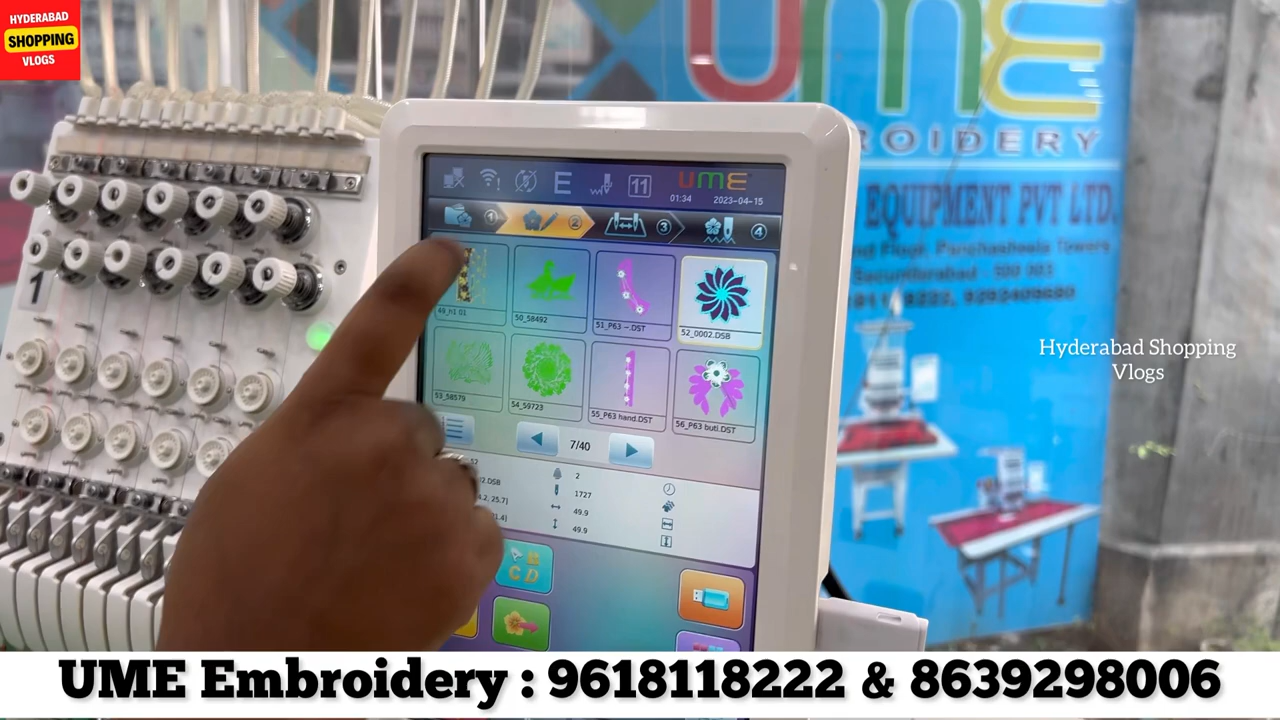 HYDERABAD
SHOPPING
VLOGS
UME
ROIDERY
EQUIPMENT PVT LTD.
Hyderabad Shopping
Vlogs
1
E
11
UME
01:34
2023-04-15
1
2
3
4
50_58492
51_P63 -.DST
52_0002.DSB
53_58579
54_59723
55_P63 hand.DST
56_P63 buti.DST
7/40
2
1727
49.9
49.9
UME Embroidery : 9618118222 & 8639298006